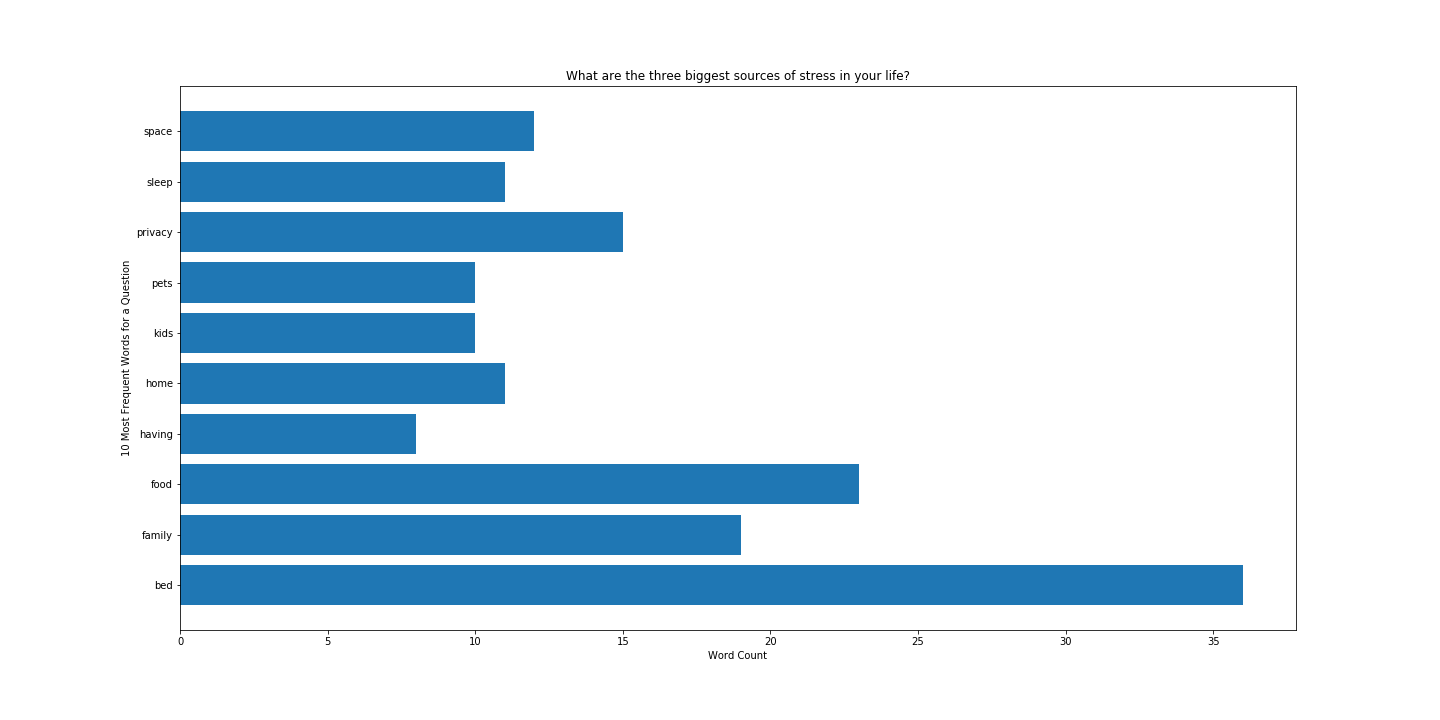 What are the three biggest sources of stress in your life?
10 Most Frequent Words for a Question
space
sleep
privacy
pets
kids
home
having
food
family
bed
0 5 10 15 20 25 30 35
Word Count